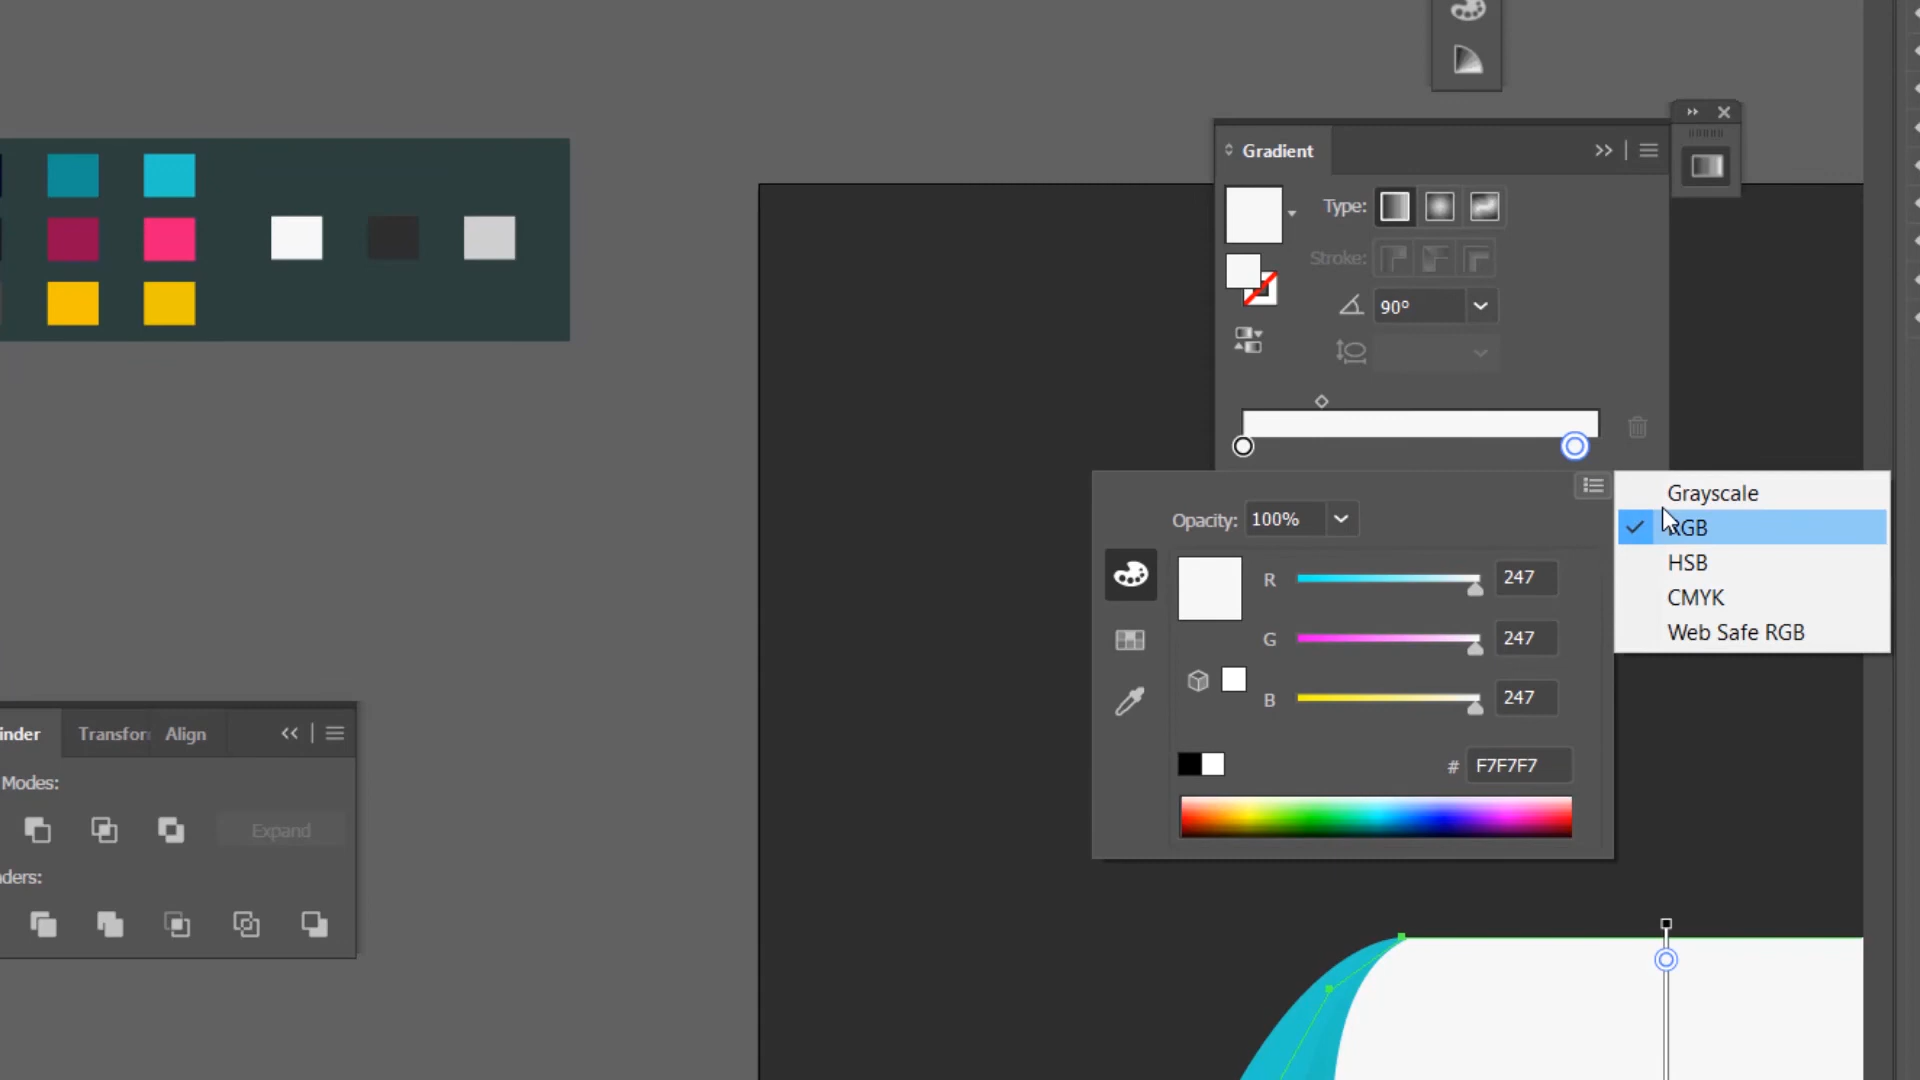 Gradient
Type:
Stroke:
90°
Opacity: 100%
R 247
G 247
B 247
# F7F7F7
Grayscale
RGB
HSB
CMYK
Web Safe RGB
inder Transfor Align
Modes:
Expand
ders: